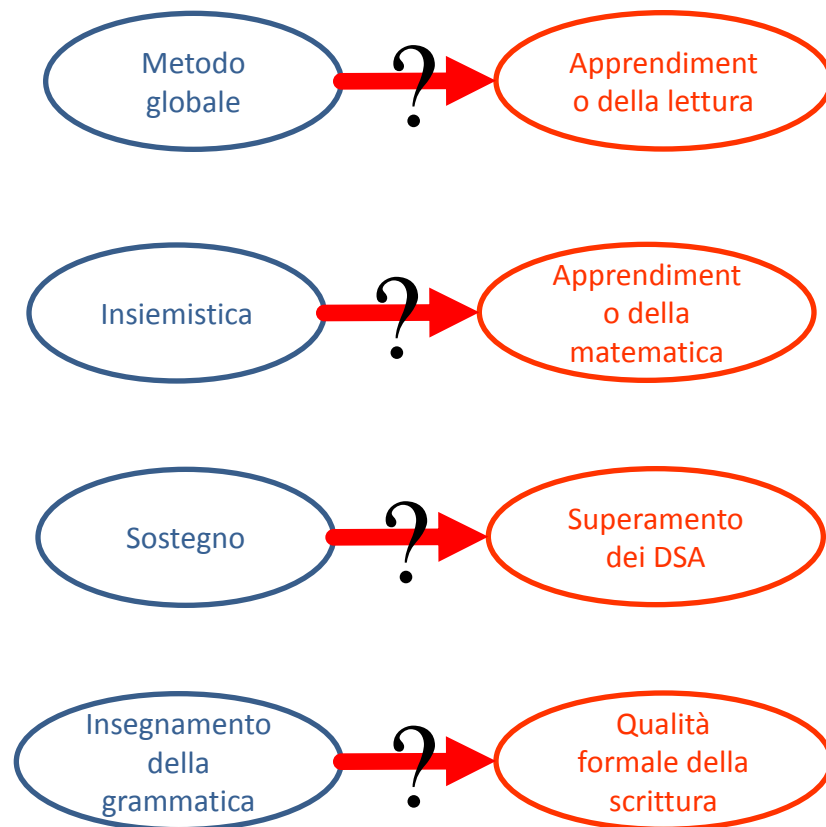 Metodo
globale
?
Apprendiment
o della lettura
Insiemistica
?
Apprendiment
o della
matematica
Sostegno
?
Superamento
dei DSA
Insegnamento
della
grammatica
?
Qualità
formale della
scrittura